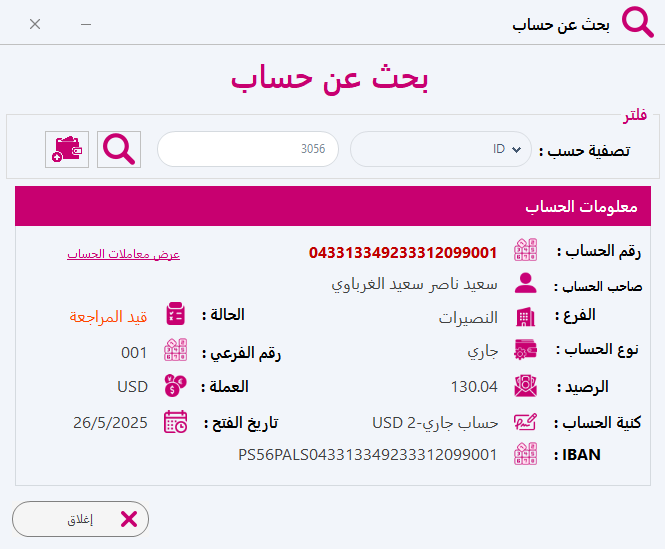 بحث عن حساب
بحث عن حساب
فلتر
تصفية حسب : ID 3056
معلومات الحساب
رقم الحساب : 043313349233312099001 عرض معاملات الحساب
صاحب الحساب : سعيد ناصر سعيد الغرباوي
الفرع : النصيرات الحالة : قيد المراجعة
نوع الحساب : جاري رقم الفرعي : 001
الرصيد : 130.04 العملة : USD
كنية الحساب : حساب جاري-2 USD تاريخ الفتح : 26/5/2025
IBAN : PS56PALS043313349233312099001
إغلاق